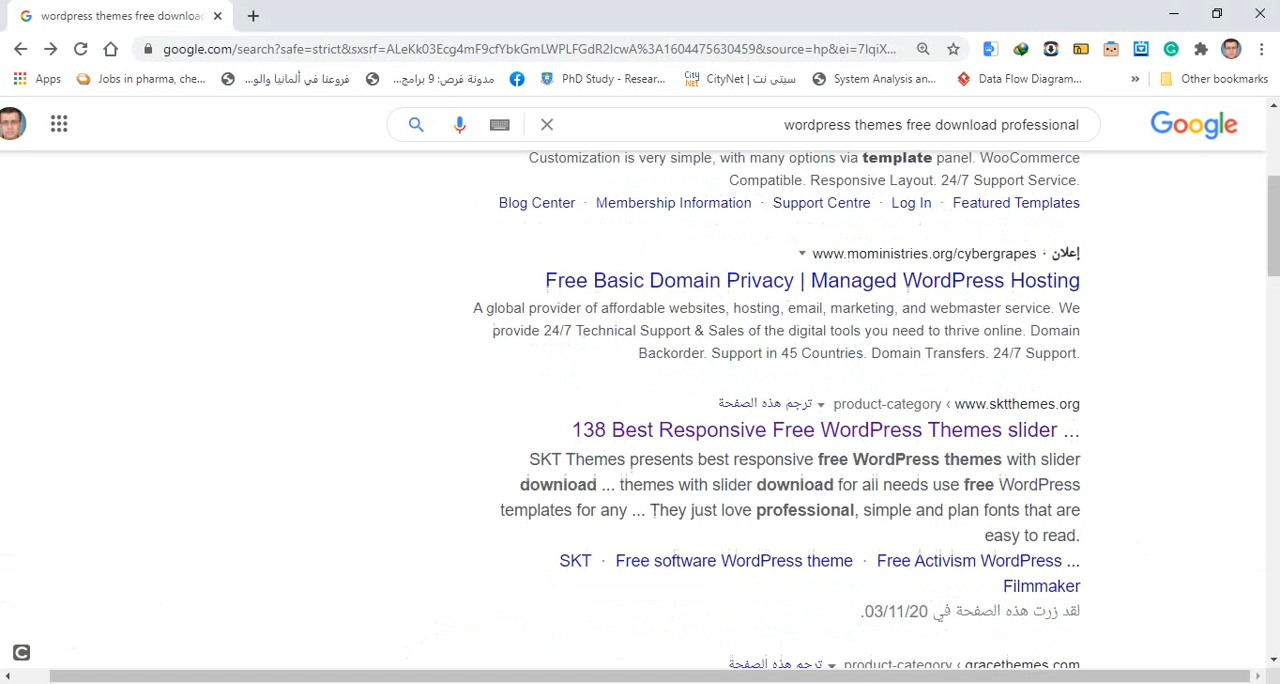 wordpress themes free downloac
google.com/search?safe=strict&sxsrf=ALeKk03Ecg4mF9cfYbkGmLWPLFGdR2IcwA%3A1604475630459&source=hp&ei=7IqiX...
Apps
Jobs in pharma, che...
فروعنا في ألمانيا والو...
مدونة فرص: 9 برامج...
PhD Study - Resear...
CityNet | سيتى نت
System Analysis an...
Data Flow Diagram...
»
Other bookmarks
wordpress themes free download professional
Google
Customization is very simple, with many options via template panel. WooCommerce
Compatible. Responsive Layout. 24/7 Support Service.
Blog Center · Membership Information · Support Centre · Log In · Featured Templates
إعلان · www.moministries.org/cybergrapes
Free Basic Domain Privacy | Managed WordPress Hosting
A global provider of affordable websites, hosting, email, marketing, and webmaster service. We
provide 24/7 Technical Support & Sales of the digital tools you need to thrive online. Domain
Backorder. Support in 45 Countries. Domain Transfers. 24/7 Support.
www.sktthemes.org › product-category ترجم هذه الصفحة
138 Best Responsive Free WordPress Themes slider ...
SKT Themes presents best responsive free WordPress themes with slider
download ... themes with slider download for all needs use free WordPress
templates for any ... They just love professional, simple and plan fonts that are
easy to read.
SKT · Free software WordPress theme · Free Activism WordPress ...
Filmmaker
لقد زرت هذه الصفحة في 03/11/20.
gracethemes.com › product-category ترجم هذه الصفحة